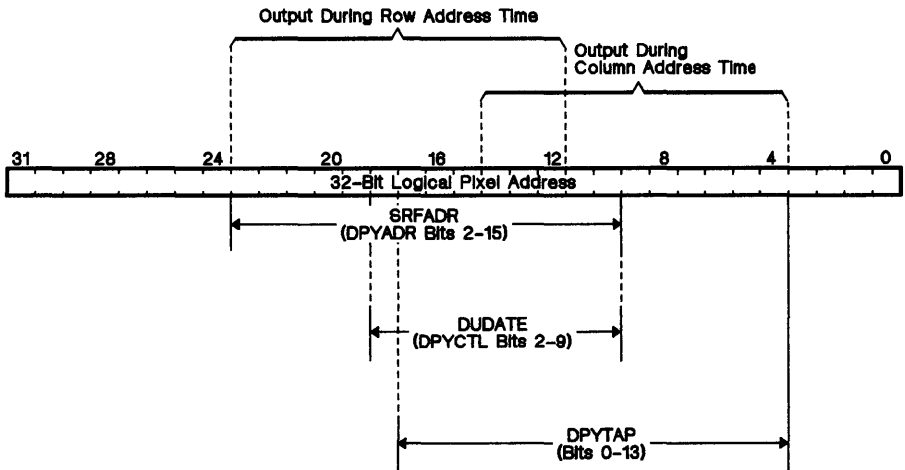 Output During Row Address Time
Output During
Column Address Time
31 28 24 20 16 12 8 4 0
32-Bit Logical Pixel Address
SRFADR
(DPYADR Bits 2-15)
DUDATE
(DPYCTL Bits 2-9)
DPYTAP
(Bits 0-13)